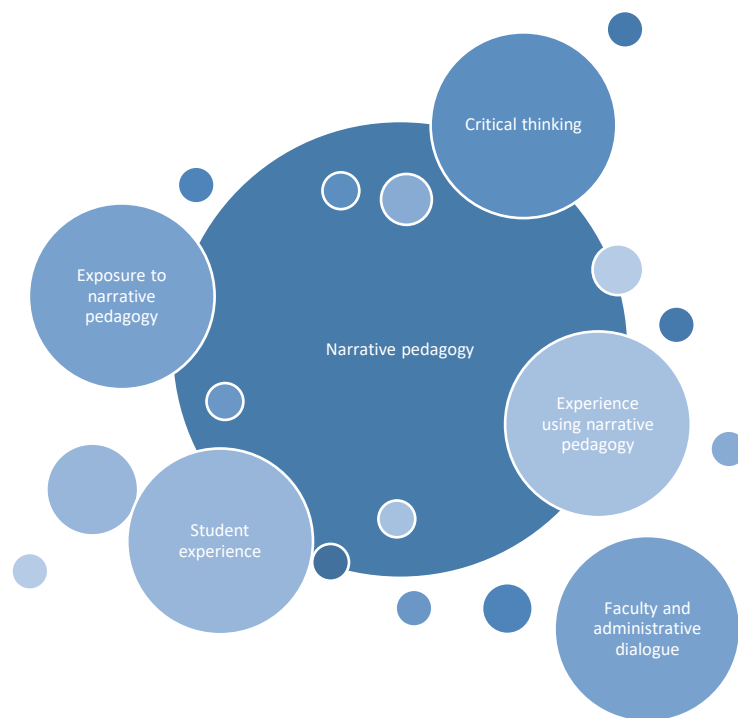 Critical thinking
Exposure to
narrative
pedagogy
Narrative pedagogy
Experience
using narrative
pedagogy
Student
experience
Faculty and
administrative
dialogue